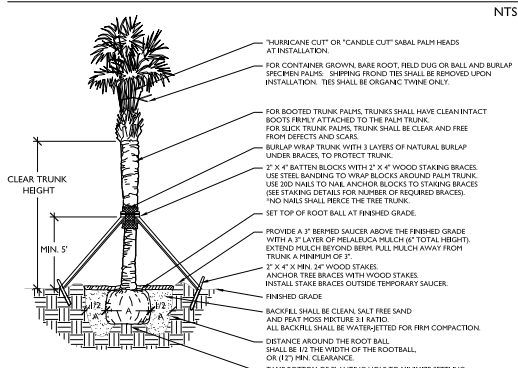 NTS
"HURRICANE CUT" OR "CANDLE CUT" SABAL PALM HEADS
AT INSTALLATION.
FOR CONTAINER GROWN, BARE ROOT, FIELD DUG OR BALL AND BURLAP
SPECIMEN PALMS: SHIPPING FROND TIES SHALL BE REMOVED UPON
INSTALLATION. TIES SHALL BE ORGANIC TWINE ONLY.
FOR BOOTED TRUNK PALMS, TRUNKS SHALL HAVE CLEAN INTACT
BOOTS FIRMLY ATTACHED TO THE PALM TRUNK.
FOR SLICK TRUNK PALMS, TRUNK SHALL BE CLEAR AND FREE
FROM DEFECTS AND SCARS.
BURLAP WRAP TRUNK WITH 3 LAYERS OF NATURAL BURLAP
UNDER BRACES, TO PROTECT TRUNK.
2" X 4" BATTEN BLOCKS WITH 2" X 4" WOOD STAKING BRACES.
USE STEEL BANDING TO WRAP BLOCKS AROUND PALM TRUNK.
USE 20D NAILS TO NAIL ANCHOR BLOCKS TO STAKING BRACES
(SEE STAKING DETAILS FOR NUMBER OF REQUIRED BRACES).
*NO NAILS SHALL PIERCE THE TREE TRUNK.
SET TOP OF ROOT BALL AT FINISHED GRADE.
PROVIDE A 3" BERMED SAUCER ABOVE THE FINISHED GRADE
WITH A 3" LAYER OF MELALEUCA MULCH (6" TOTAL HEIGHT).
EXTEND MULCH BEYOND BERM. PULL MULCH AWAY FROM
TRUNK A MINIMUM OF 3".
2" X 4" X MIN. 24" WOOD STAKES.
ANCHOR TREE BRACES WITH WOOD STAKES.
INSTALL STAKE BRACES OUTSIDE TEMPORARY SAUCER.
FINISHED GRADE
BACKFILL SHALL BE CLEAN, SALT FREE SAND
AND PEAT MOSS MIXTURE 3:1 RATIO.
ALL BACKFILL SHALL BE WATER-JETTED FOR FIRM COMPACTION.
DISTANCE AROUND THE ROOT BALL
SHALL BE 1/2 THE WIDTH OF THE ROOTBALL,
OR (12") MIN. CLEARANCE.
CLEAR TRUNK
HEIGHT
MIN. 5'
1/2
A
A
1/2
A